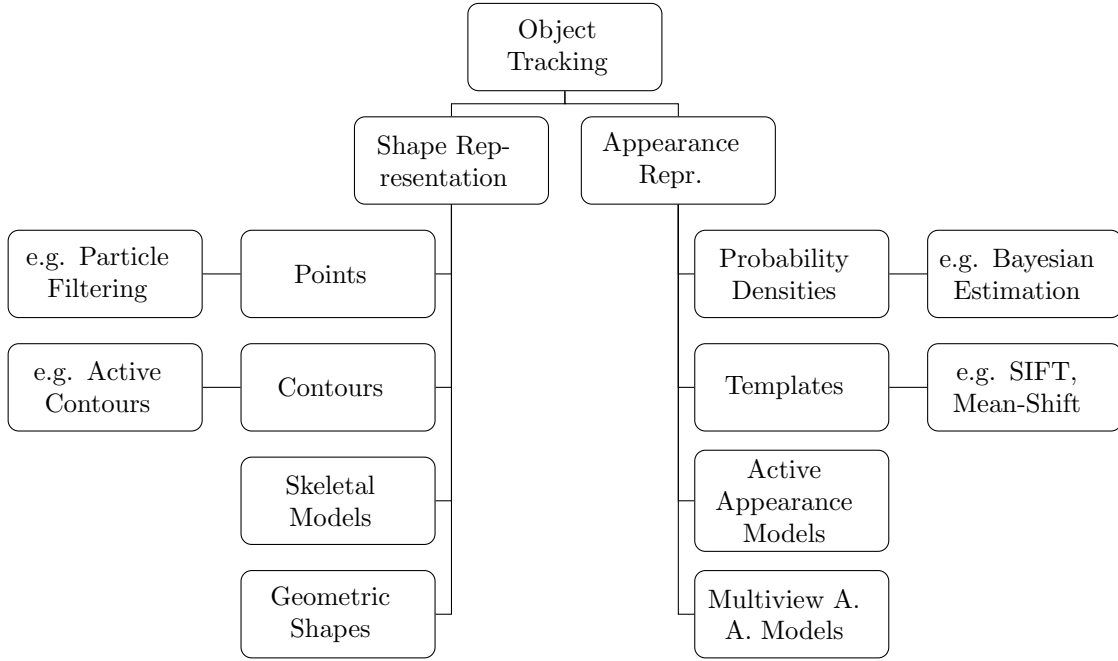 Object
Tracking
Shape Rep-
resentation
Appearance
Repr.
e.g. Particle
Filtering
Points
Probability
Densities
e.g. Bayesian
Estimation
e.g. Active
Contours
Contours
Templates
e.g. SIFT,
Mean-Shift
Skeletal
Models
Active
Appearance
Models
Geometric
Shapes
Multiview A.
A. Models